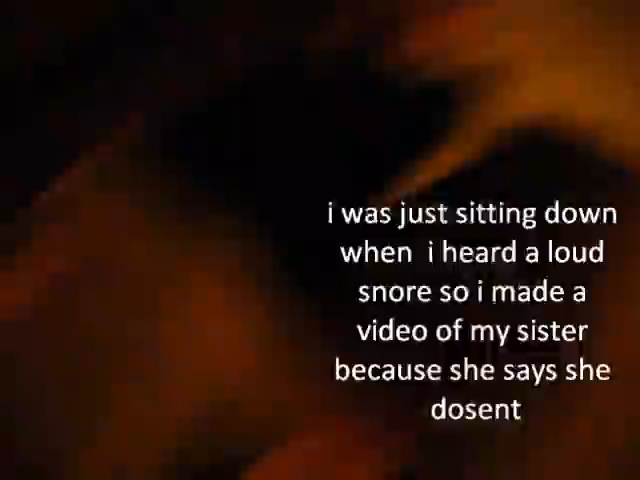 i was just sitting down
when  i heard a loud
snore so i made a
video of my sister
because she says she
dosent